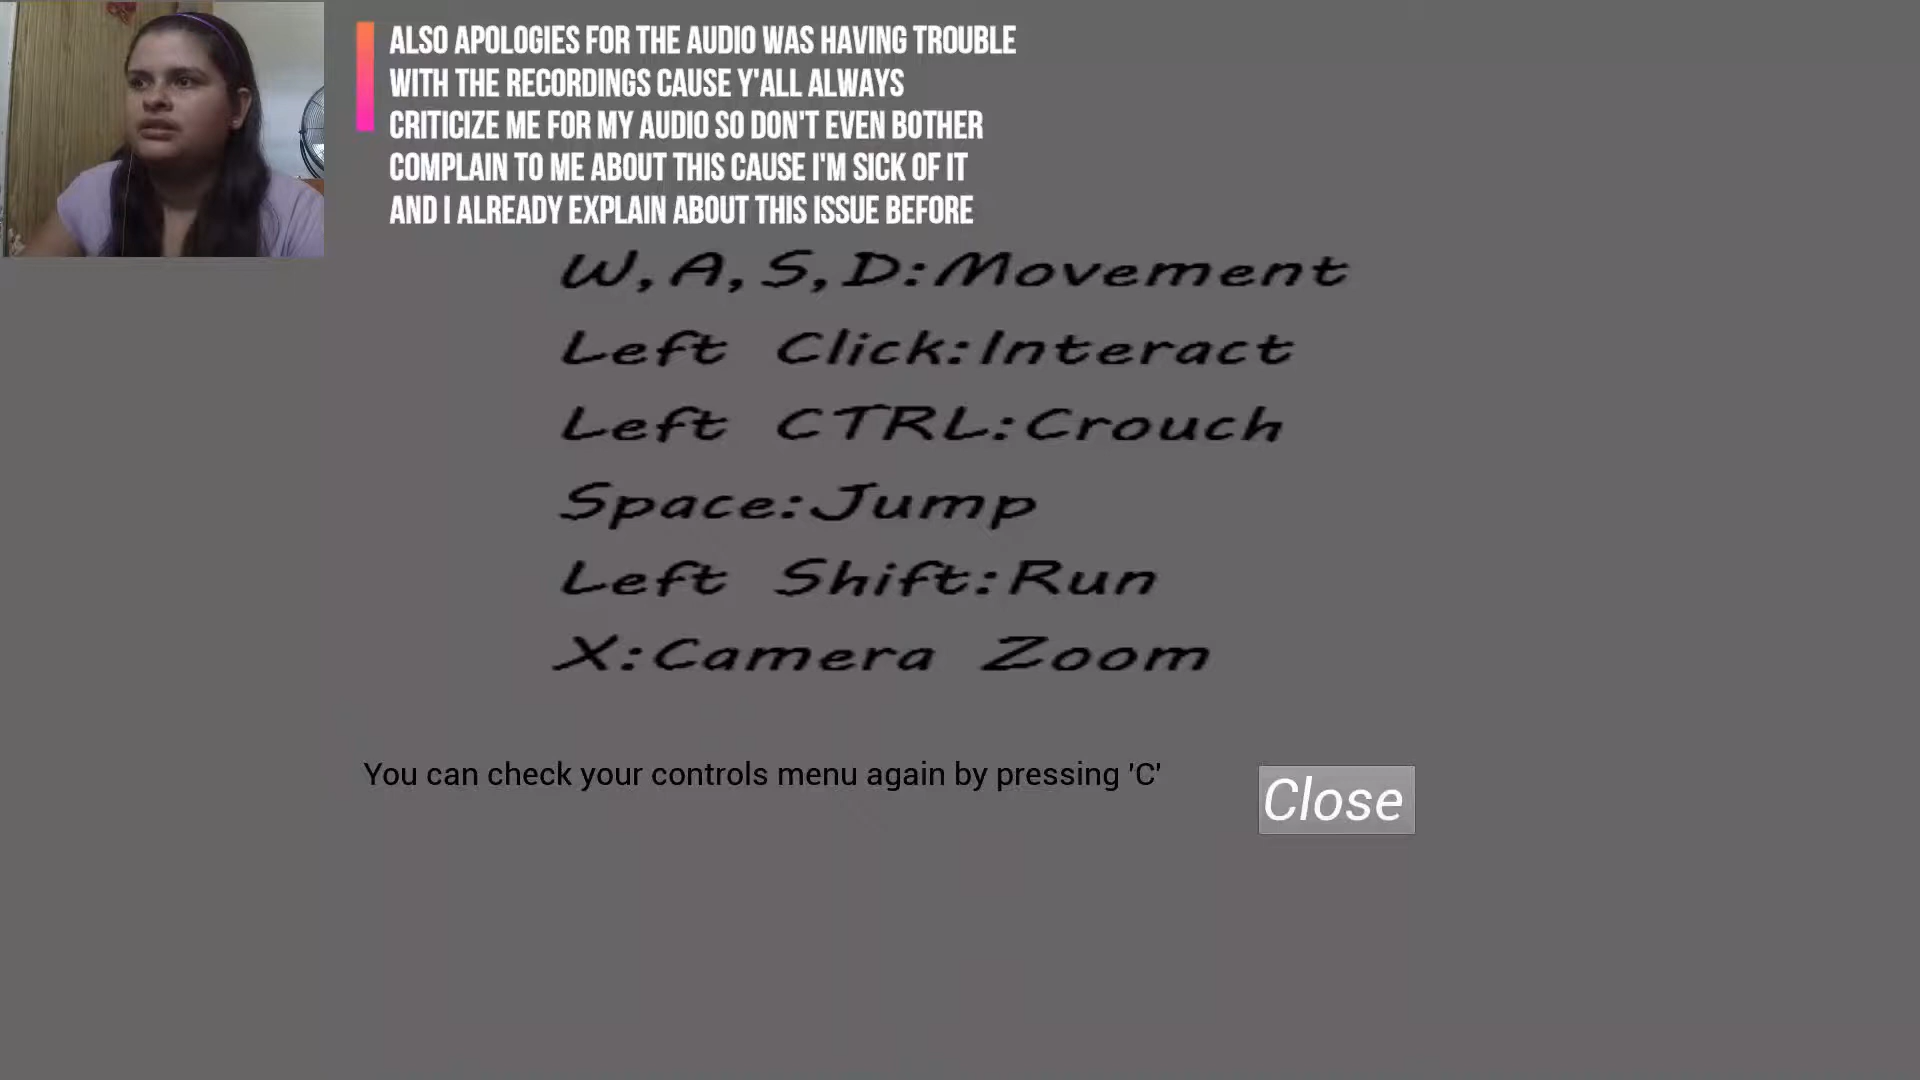 ALSO APOLOGIES FOR THE AUDIO WAS HAVING TROUBLE
WITH THE RECORDINGS CAUSE Y'ALL ALWAYS
CRITICIZE ME FOR MY AUDIO SO DON'T EVEN BOTHER
COMPLAIN TO ME ABOUT THIS CAUSE I'M SICK OF IT
AND I ALREADY EXPLAIN ABOUT THIS ISSUE BEFORE
W,A,S,D:Movement
Left Click:Interact
Left CTRL:Crouch
Space:Jump
Left Shift:Run
X:Camera Zoom
You can check your controls menu again by pressing 'C'
Close